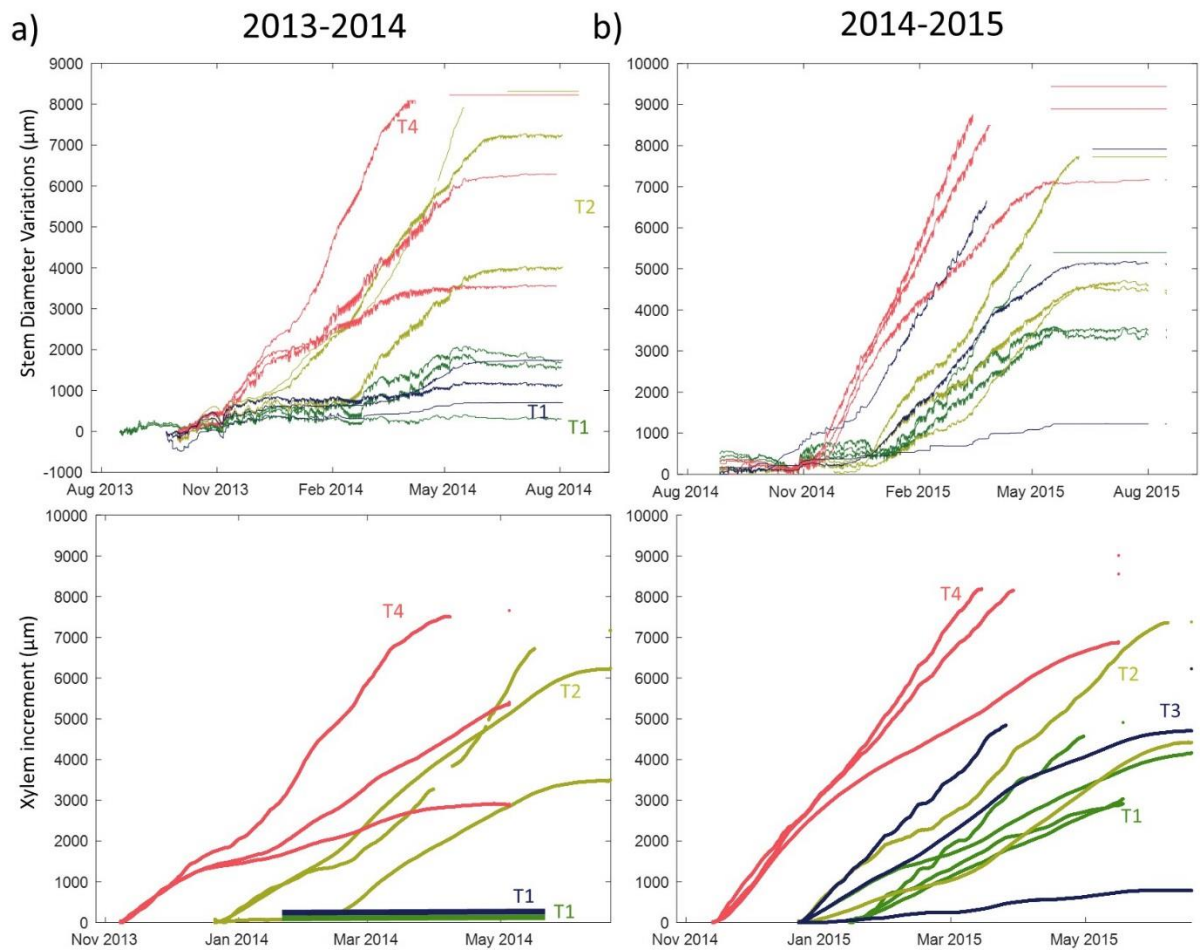 a) 2013-2014
b) 2014-2015
Stem Diameter Variations (µm)
9000
8000
7000
6000
5000
4000
3000
2000
1000
0
-1000
T4
T2
T1
T1
Aug 2013 Nov 2013 Feb 2014 May 2014 Aug 2014
10000
9000
8000
7000
6000
5000
4000
3000
2000
1000
0
Aug 2014 Nov 2014 Feb 2015 May 2015 Aug 2015
Xylem increment (µm)
10000
9000
8000
7000
6000
5000
4000
3000
2000
1000
0
T4
T2
T1
T1
Nov 2013 Jan 2014 Mar 2014 May 2014
10000
9000
8000
7000
6000
5000
4000
3000
2000
1000
0
T4
T2
T3
T1
Nov 2014 Jan 2015 Mar 2015 May 2015